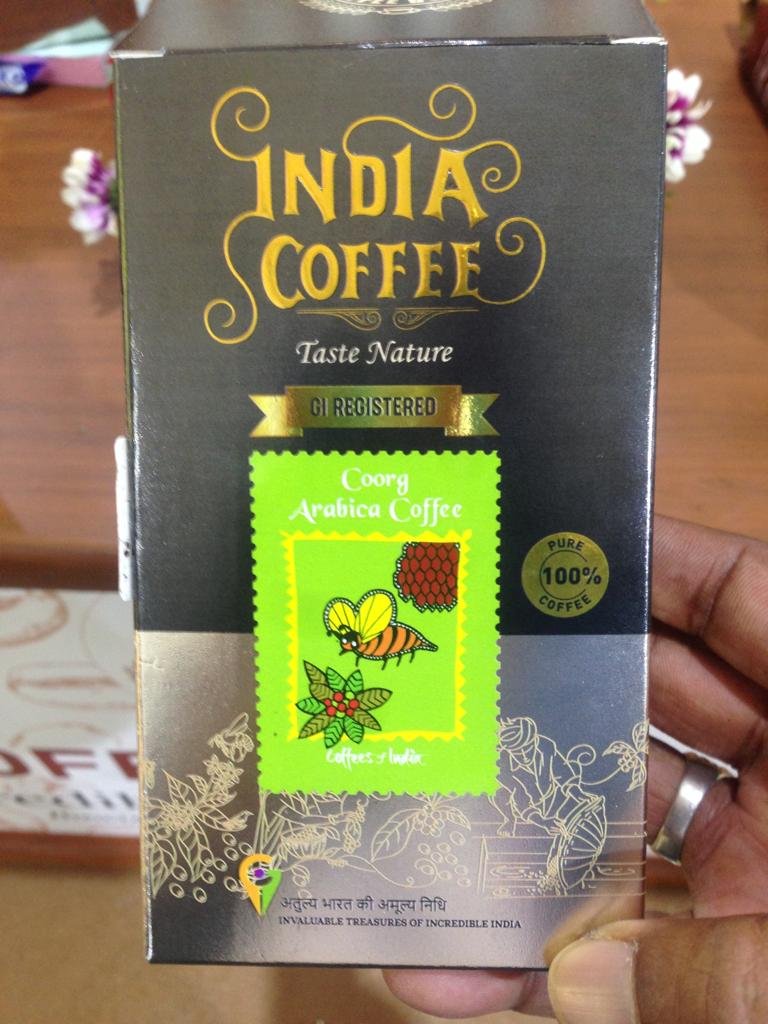 INDIA
COFFEE
Taste Nature
GI REGISTERED
Coorg
Arabica Coffee
PURE
100%
COFFEE
Coffees of India
अतुल्य भारत की अमूल्य निधि
INVALUABLE TREASURES OF INCREDIBLE INDIA